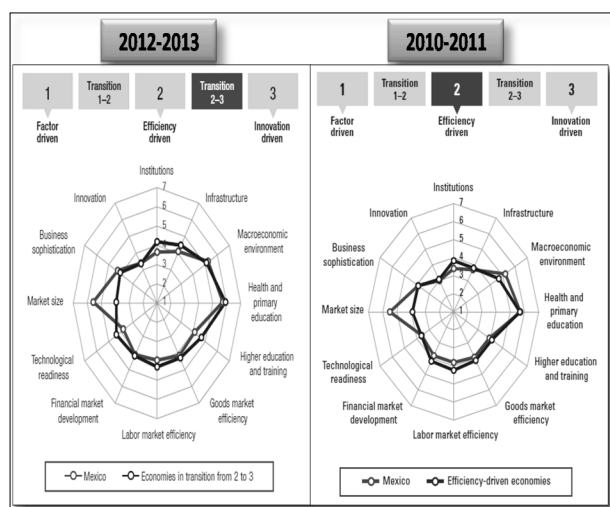 2012-2013
2010-2011
1
Transition
1–2
2
Transition
2–3
3
Factor
driven
Efficiency
driven
Innovation
driven
Institutions
Infrastructure
Macroeconomic
environment
Health and
primary
education
Higher education
and training
Goods market
efficiency
Labor market efficiency
Financial market
development
Technological
readiness
Market size
Business
sophistication
Innovation
7
6
5
4
3
2
1
Mexico
Economies in transition from 2 to 3
1
Transition
1–2
2
Transition
2–3
3
Factor
driven
Efficiency
driven
Innovation
driven
Institutions
Infrastructure
Macroeconomic
environment
Health and
primary
education
Higher education
and training
Goods market
efficiency
Labor market efficiency
Financial market
development
Technological
readiness
Market size
Business
sophistication
Innovation
7
6
5
4
3
2
1
Mexico
Efficiency-driven economies